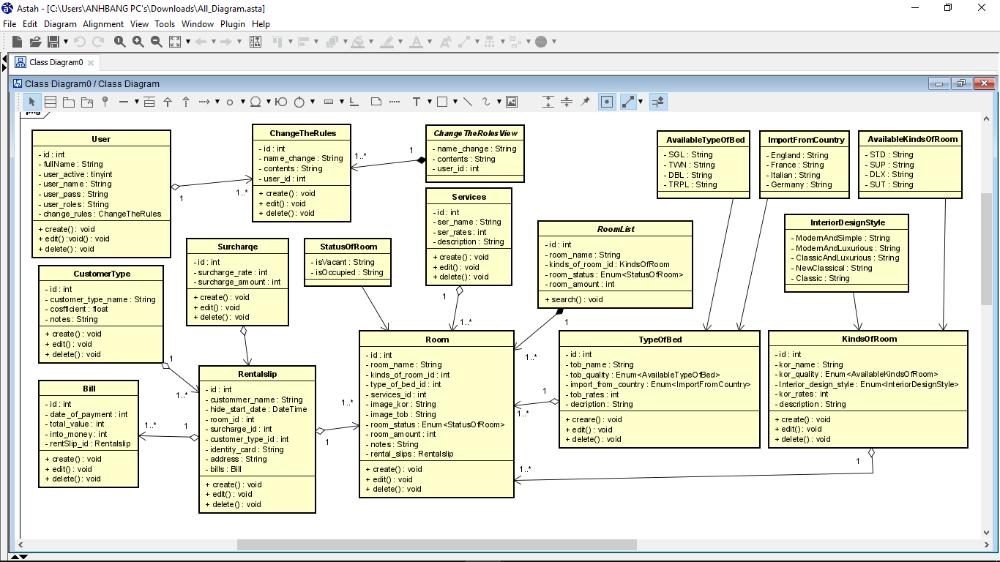 Astah - [C:\Users\ANHBANG PC's\Downloads\All_Diagram.asta]
File Edit Diagram Alignment View Tools Window Plugin Help
Class Diagram0
Class Diagram0 / Class Diagram
pkg
User
- id : int
- fullName : String
- user_active : tinyint
- user_name : String
- user_pass : String
- user_roles : String
- change_rules : ChangeTheRules
+ create() : void
+ edit() :void() : void
+ delete() : void
1
1..*
ChangeTheRules
- id : int
- name_change : String
- contents : String
- user_id : int
+ create() : void
+ edit() : void
+ delete() : void
1..*
1
ChangeTheRolesView
- name_change : String
- contents : String
- user_id : int
Services
- id : int
- ser_name : String
- ser_rates : int
- description : String
+ create() : void
+ edit() : void
+ delete() : void
1
1..*
AvailableTypeOfBed
- SGL : String
- TWN : String
- DBL : String
- TRPL : String
ImportFromCountry
- England : String
- France : String
- Italian : String
- Germany : String
AvailableKindsOfRoom
- STD : String
- SUP : String
- DLX : String
- SUT : String
InteriorDesignStyle
- ModernAndSimple : String
- ModernAndLuxurious : String
- ClassicAndLuxurious : String
- NewClassical : String
- Classic : String
RoomList
- id : int
- room_name : String
- kinds_of_room_id : KindsOfRoom
- room_status : Enum<StatusOfRoom>
- room_amount : int
+ search() : void
1
1..*
Surcharge
- id : int
- surcharge_rate : int
- surcharge_amount : int
+ create() : void
+ edit() : void
+ delete() : void
StatusOfRoom
- isVacant : String
- isOccupied : String
CustomerType
- id : int
- customer_type_name : String
- cosfficient : float
- notes : String
+ create() : void
+ edit() : void
+ delete() : void
1
1..*
Bill
- id : int
- date_of_payment : int
- total_value : int
- into_money : int
- rentSlip_id : Rentalslip
+ create() : void
+ edit() : void
+ delete() : void
1..*
1
Rentalslip
- id : int
- custommer_name : String
- hide_start_date : DateTime
- room_id : int
- surcharge_id : int
- customer_type_id : int
- identity_card : String
- address : String
- bills : Bill
+ create() : void
+ edit() : void
+ delete() : void
1..*
1
Room
- id : int
- room_name : String
- kinds_of_room_id : int
- type_of_bed_id : int
- services_id : int
- image_kor : String
- image_tob : String
- room_status : Enum<StatusOfRoom>
- room_amount : int
- notes : String
- rental_slips : Rentalslip
+ create() : void
+ edit() : void
+ delete() : void
1
1..*
1..*
TypeOfBed
- id : int
- tob_name : String
- tob_quality : Enum<AvailableTypeOfBed>
- import_from_country : Enum<ImportFromCountry>
- tob_rates : int
- decription : String
+ creare() : void
+ edit() : void
+ delete() : void
KindsOfRoom
- id : int
- kor_name : String
- kor_quality : Enum<AvailableKindsOfRoom>
- Interior_design_style : Enum<InteriorDesignStyle>
- kor_rates : int
- description : String
+ create() : void
+ edit() : void
+ delete() : void
1